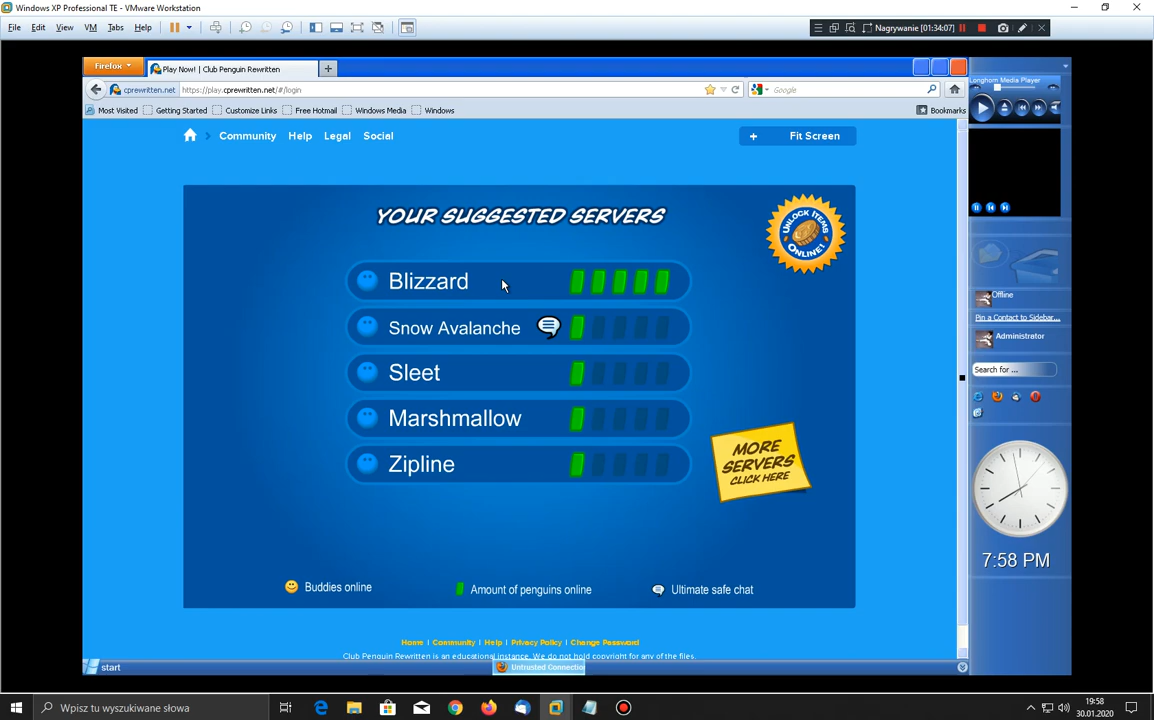 Windows XP Professional TE - VMware Workstation
File Edit View VM Tabs Help
Nagrywanie [01:34:07]
Firefox
Play Now! | Club Penguin Rewritten
cprewritten.net https://play.cprewritten.net/#/login
Google
Most Visited Getting Started Customize Links Free Hotmail Windows Media Windows
Bookmarks
Longhorn Media Player
Community Help Legal Social
+ Fit Screen
YOUR SUGGESTED SERVERS
UNLOCK ITEMS ONLINE!
Blizzard
Snow Avalanche
Sleet
Marshmallow
Zipline
MORE
SERVERS
CLICK HERE
Buddies online
Amount of penguins online
Ultimate safe chat
Home | Community | Help | Privacy Policy | Change Password
Club Penguin Rewritten is an educational instance. We do not hold copyright for any of the files.
Offline
Pin a Contact to Sidebar...
Administrator
Search for ...
7:58 PM
start
Untrusted Connectio
Wpisz tu wyszukiwane słowa
19:58
30.01.2020